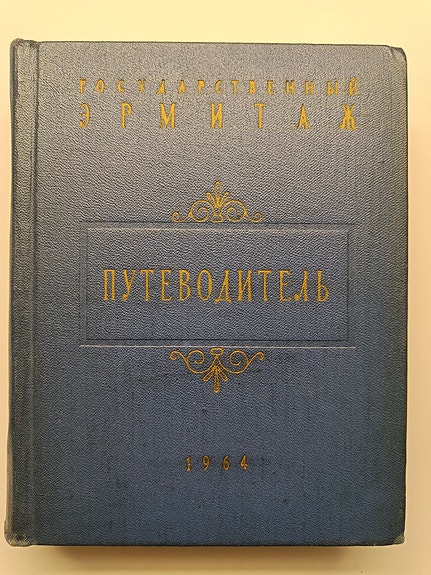 ГОСУДАРСТВЕННЫЙ
ЭРМИТАЖ
ПУТЕВОДИТЕЛЬ
1964